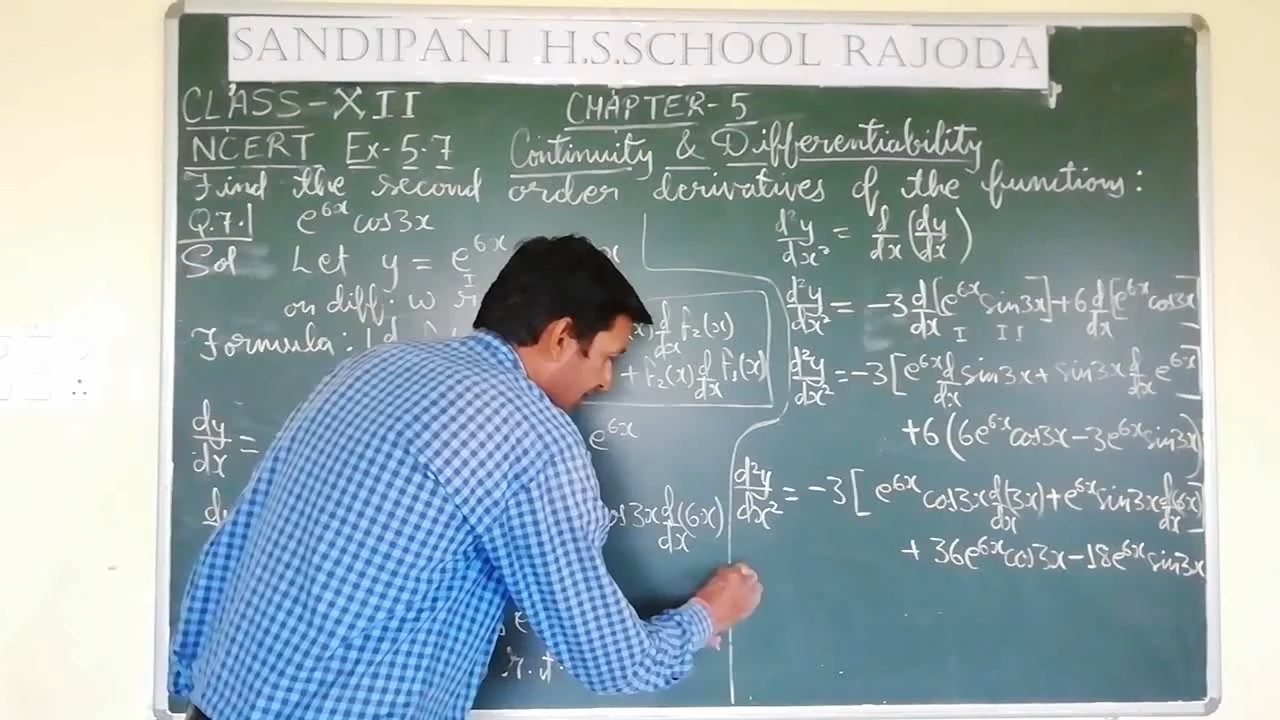 SANDIPANI H.S.SCHOOL RAJODA
CLASS-XII CHAPTER-5
NCERT Ex-5.7 Continuity & Differentiability
Find the second order derivatives of the functions:
Q.7.| e^{6x} cos3x
Sol Let y = e^{6x} x
on diff: w r
Formula:
(x) d/dx f₂(x)
+ f₂(x) d/dx f₁(x)
dy/dx = e^{6x}
cos3x d/dx (6x)
r.t.
d²y/dx² = d/dx (dy/dx)
d²y/dx² = -3 d/dx [e^{6x} sin3x] + 6 d/dx [e^{6x} cos3x]
I II
d²y/dx² = -3 [e^{6x} d/dx sin3x + sin3x d/dx e^{6x}]
+6 (6e^{6x} cos3x - 3e^{6x} sin3x)
d²y/dx² = -3 [e^{6x} cos3x d/dx (3x) + e^{6x} sin3x d/dx (6x)]
+ 36e^{6x} cos3x - 18e^{6x} sin3x